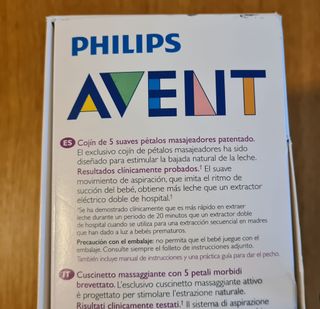 PHILIPS
AVENT
ES Cojín de 5 suaves pétalos masajeadores patentado.
El exclusivo cojín de pétalos masajeadores ha sido
diseñado para estimular la bajada natural de la leche.
Resultados clínicamente probados.† El suave
movimiento de aspiración, que imita el ritmo de
succión del bebé, obtiene más leche que un extractor
eléctrico doble de hospital.†
†Se ha demostrado clínicamente que es más rápido en extraer
leche durante un periodo de 20 minutos que un extractor doble
de hospital cuando se utiliza para una extracción secuencial en madres
que han dado a luz a bebés prematuros.
Precaución con el embalaje: no permita que el bebé juegue con el
embalaje. Consulte siempre el folleto de instrucciones adjunto.
También incluye manual de instrucciones y una práctica guía para dar el pecho.
IT Cuscinetto massaggiante con 5 petali morbidi
brevettato. L'esclusivo cuscinetto massaggiante attivo
è progettato per stimolare l'estrazione naturale.
Risultati clinicamente testati.† Il sistema di aspirazione